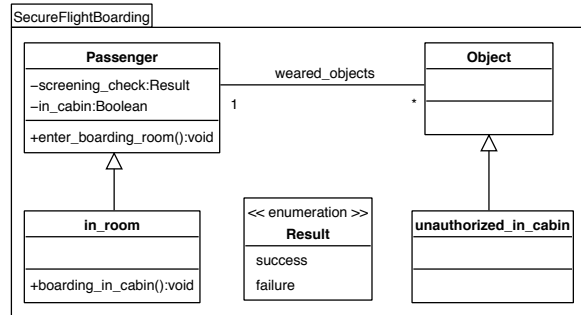 SecureFlightBoarding
Passenger
−screening_check:Result
−in_cabin:Boolean
+enter_boarding_room():void
weared_objects
1
*
Object
in_room
+boarding_in_cabin():void
<< enumeration >>
Result
success
failure
unauthorized_in_cabin